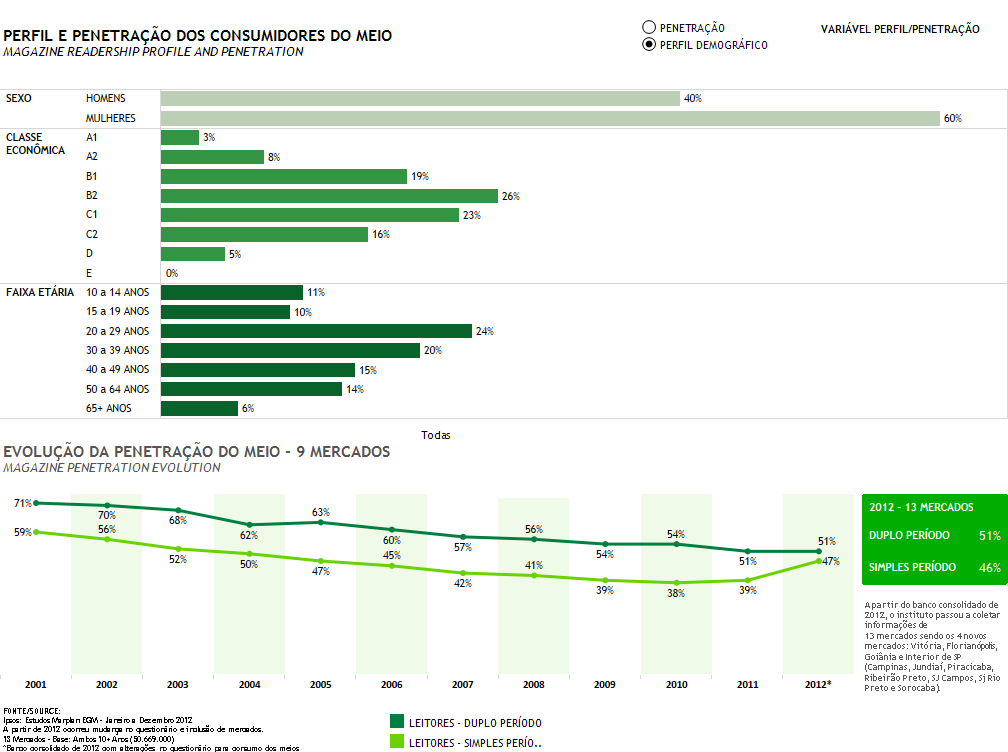 PERFIL E PENETRAÇÃO DOS CONSUMIDORES DO MEIO
MAGAZINE READERSHIP PROFILE AND PENETRATION
PENETRAÇÃO
PERFIL DEMOGRÁFICO
VARIÁVEL PERFIL/PENETRAÇÃO
SEXO HOMENS 40%
MULHERES 60%
CLASSE ECONÔMICA A1 3%
A2 8%
B1 19%
B2 26%
C1 23%
C2 16%
D 5%
E 0%
FAIXA ETÁRIA 10 a 14 ANOS 11%
15 a 19 ANOS 10%
20 a 29 ANOS 24%
30 a 39 ANOS 20%
40 a 49 ANOS 15%
50 a 64 ANOS 14%
65+ ANOS 6%
Todas
EVOLUÇÃO DA PENETRAÇÃO DO MEIO - 9 MERCADOS
MAGAZINE PENETRATION EVOLUTION
71% 70% 68% 62% 63% 60% 57% 56% 54% 54% 51% 51%
59% 56% 52% 50% 47% 45% 42% 41% 39% 38% 39% 47%
2001 2002 2003 2004 2005 2006 2007 2008 2009 2010 2011 2012*
2012 - 13 MERCADOS
DUPLO PERÍODO 51%
SIMPLES PERÍODO 46%
A partir do banco consolidado de
2012, o instituto passou a coletar
informações de
13 mercados sendo os 4 novos
mercados: Vitória, Florianópolis,
Goiânia e Interior de SP
(Campinas, Jundiaí, Piracicaba,
Ribeirão Preto, SJ Campos, Sj Rio
Preto e Sorocaba).
FONTE/SOURCE:
Ipsos: Estudos Marplan EGM - Janeiro a Dezembro 2012
A partir de 2012 ocorreu mudança no questionário e inclusão de mercados.
13 Mercados - Base: Ambos 10+ Anos (50.669.000)
*Banco consolidado de 2012 com alterações no questionário para consumo dos meios
LEITORES - DUPLO PERÍODO
LEITORES - SIMPLES PERÍO..